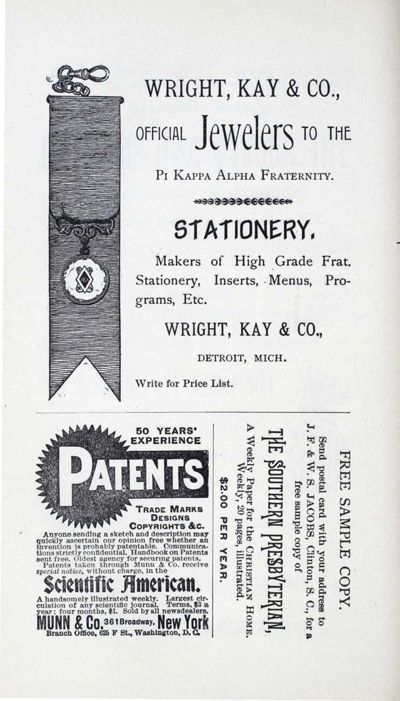 WRIGHT, KAY & CO.,
OFFICIAL Jewelers TO THE
PI KAPPA ALPHA FRATERNITY.
STATIONERY.
Makers of High Grade Frat.
Stationery, Inserts, Menus, Pro-
grams, Etc.
WRIGHT, KAY & CO.,
DETROIT, MICH.
Write for Price List.
50 YEARS'
EXPERIENCE
PATENTS
TRADE MARKS
DESIGNS
COPYRIGHTS &C.
Anyone sending a sketch and description may
quickly ascertain our opinion free whether an
invention is probably patentable. Communica-
tions strictly confidential. Handbook on Patents
sent free. Oldest agency for securing patents.
Patents taken through Munn & Co. receive
special notice, without charge, in the
Scientific American.
A handsomely illustrated weekly. Largest cir-
culation of any scientific journal. Terms, $3 a
year; four months, $1. Sold by all newsdealers.
MUNN & Co. 361 Broadway, New York
Branch Office, 625 F St., Washington, D. C.
FREE SAMPLE COPY.
Send postal card with your address to
J. F. & W. S. JACOBS, Clinton, S. C., for a
free sample copy of
THE SOUTHERN PRESBYTERIAN,
A Weekly Paper for the CHRISTIAN HOME.
Weekly, 20 pages, illustrated.
$2.00 PER YEAR.